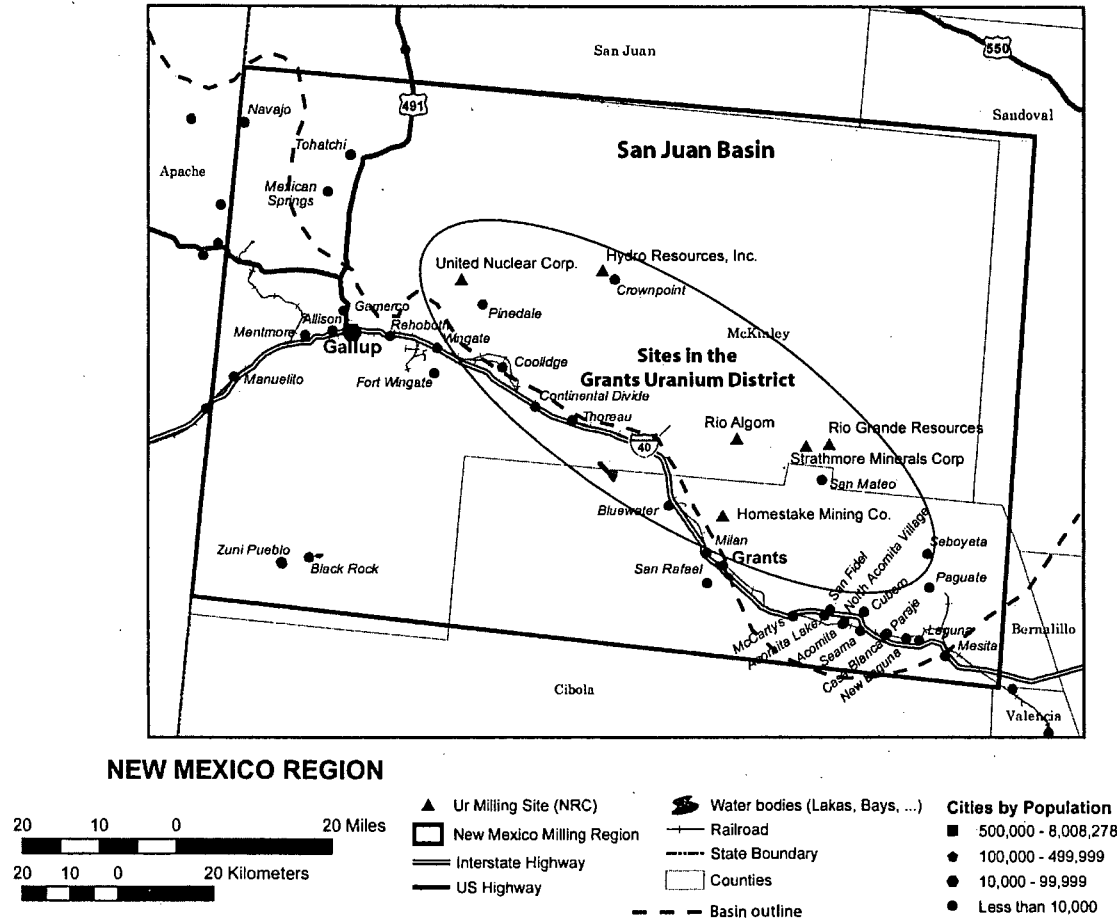 San Juan
550
491
Sandoval
Navajo
Tohatchi
San Juan Basin
Apache
Mexican
Springs
United Nuclear Corp.
Hydro Resources, Inc.
Crownpoint
Pinedale
Gamerco
Allison
Rehoboth
Mentmore
Wingate
McKinley
Gallup
Sites in the
Grants Uranium District
Coolidge
Fort Wingate
Manuelito
Continental Divide
Thoreau
Rio Algom
Rio Grande Resources
40
Strathmore Minerals Corp
San Mateo
Bluewater
Homestake Mining Co.
Milan
Grants
Seboyeta
Zuni Pueblo
Black Rock
San Rafael
San Fidel
North Acomita Village
Cubero
Paguate
McCartys
Acomita Lake
Acomita
Seama
Casa Blanca
Paraje
New Laguna
Laguna
Mesita
Bernalillo
Cibola
Valencia
NEW MEXICO REGION
20 10 0 20 Miles
20 10 0 20 Kilometers
Ur Milling Site (NRC)
New Mexico Milling Region
Interstate Highway
US Highway
Water bodies (Lakas, Bays, ...)
Railroad
State Boundary
Counties
Basin outline
Cities by Population
500,000 - 8,008,278
100,000 - 499,999
10,000 - 99,999
Less than 10,000